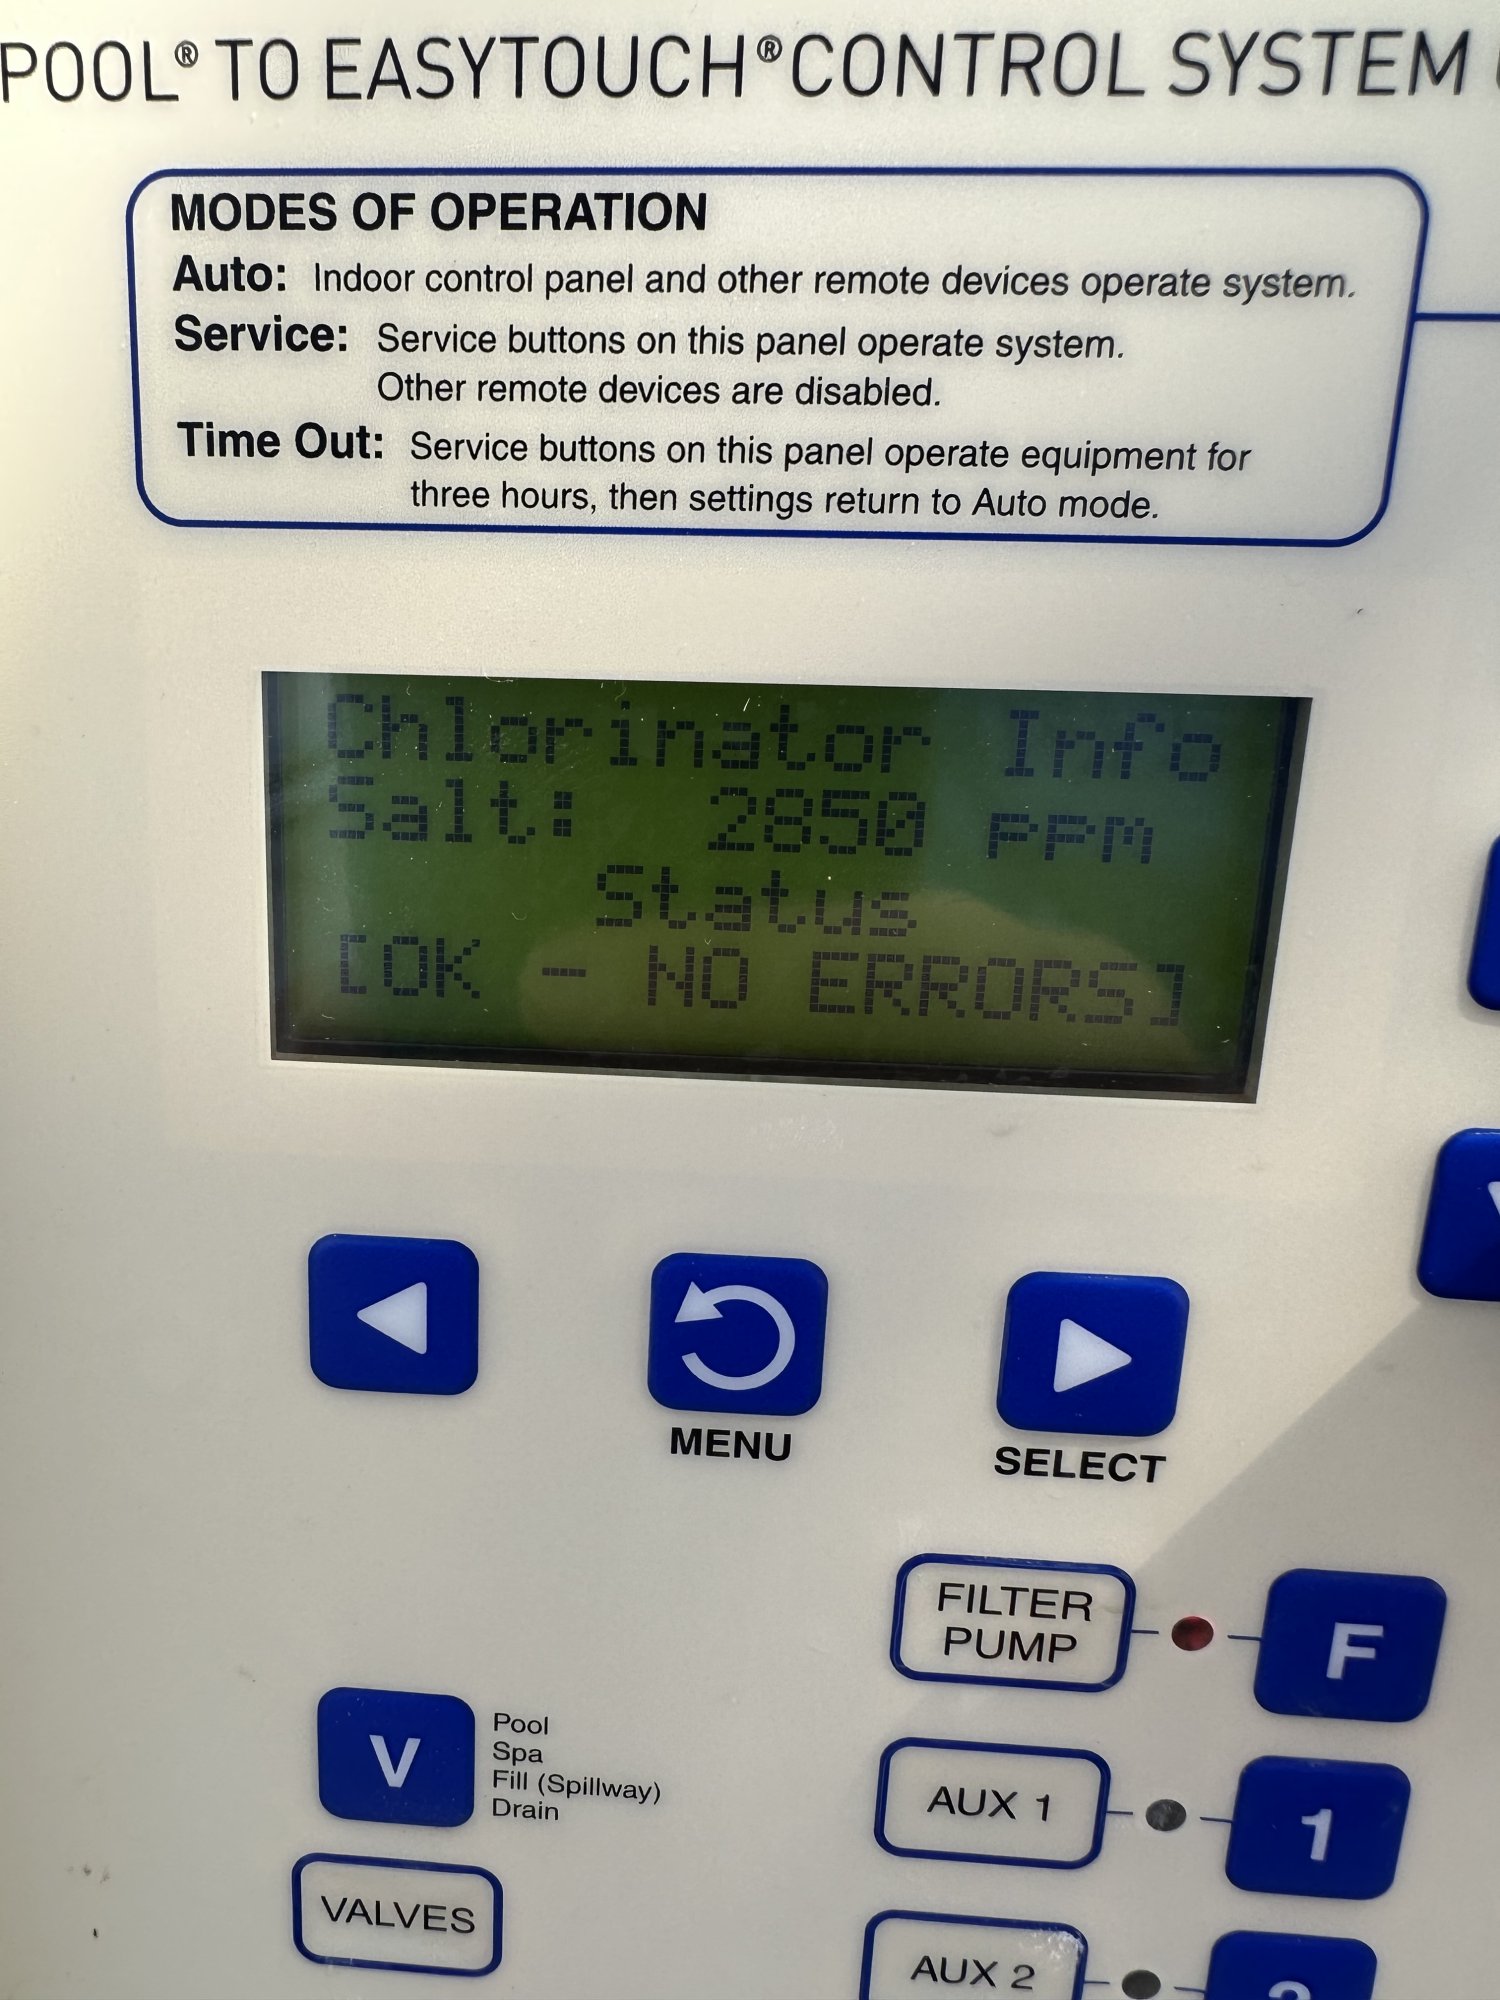 POOL® TO EASYTOUCH® CONTROL SYSTEM
MODES OF OPERATION
Auto: Indoor control panel and other remote devices operate system.
Service: Service buttons on this panel operate system.
Other remote devices are disabled.
Time Out: Service buttons on this panel operate equipment for
three hours, then settings return to Auto mode.
Chlorinator Info
Salt: 2850 ppm
Status
[OK - NO ERRORS]
MENU
SELECT
FILTER
PUMP
F
V
Pool
Spa
Fill (Spillway)
Drain
AUX 1
1
VALVES
AUX 2